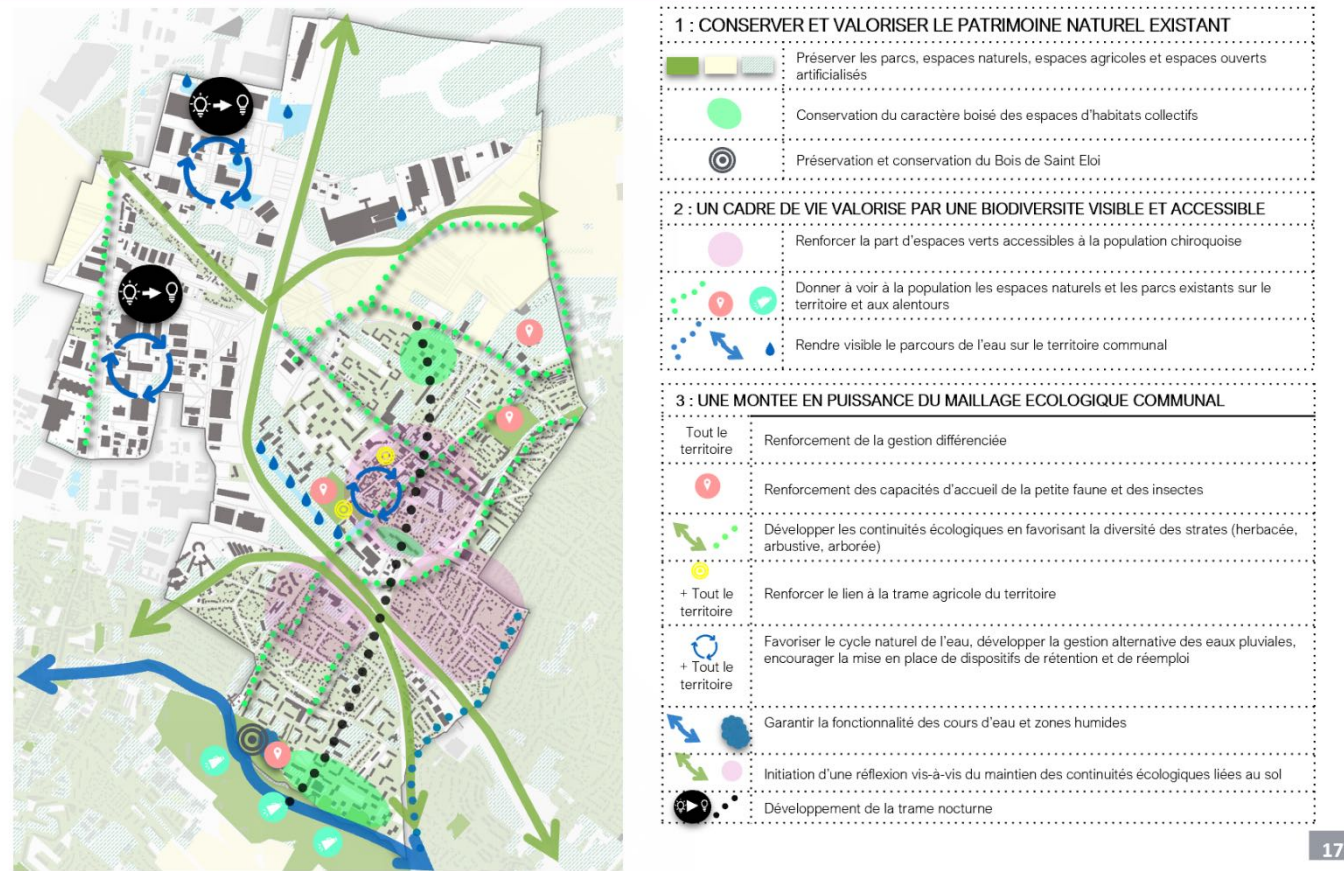 1 : CONSERVER ET VALORISER LE PATRIMOINE NATUREL EXISTANT
Préserver les parcs, espaces naturels, espaces agricoles et espaces ouverts
artificialisés
Conservation du caractère boisé des espaces d'habitats collectifs
Préservation et conservation du Bois de Saint Eloi
2 : UN CADRE DE VIE VALORISE PAR UNE BIODIVERSITE VISIBLE ET ACCESSIBLE
Renforcer la part d'espaces verts accessibles à la population chiroquoise
Donner à voir à la population les espaces naturels et les parcs existants sur le
territoire et aux alentours
Rendre visible le parcours de l'eau sur le territoire communal
3 : UNE MONTEE EN PUISSANCE DU MAILLAGE ECOLOGIQUE COMMUNAL
Tout le
territoire
Renforcement de la gestion différenciée
Renforcement des capacités d'accueil de la petite faune et des insectes
Développer les continuités écologiques en favorisant la diversité des strates (herbacée,
arbustive, arborée)
+ Tout le
territoire
Renforcer le lien à la trame agricole du territoire
+ Tout le
territoire
Favoriser le cycle naturel de l'eau, développer la gestion alternative des eaux pluviales,
encourager la mise en place de dispositifs de rétention et de réemploi
Garantir la fonctionnalité des cours d'eau et zones humides
Initiation d'une réflexion vis-à-vis du maintien des continuités écologiques liées au sol
Développement de la trame nocturne
17